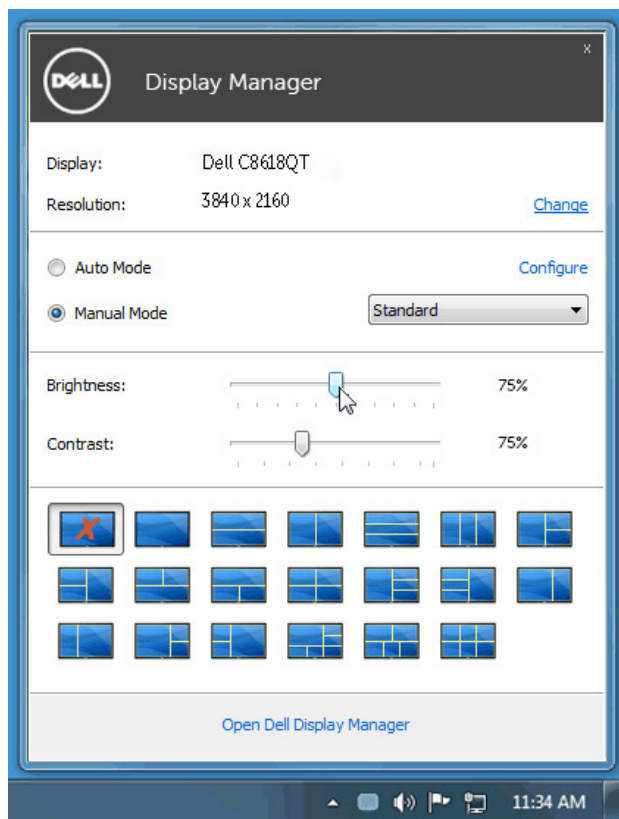 x
DELL
Display Manager
Display: Dell C8618QT
Resolution: 3840 x 2160 Change
Auto Mode Configure
Manual Mode Standard
Brightness: 75%
Contrast: 75%
Open Dell Display Manager
11:34 AM